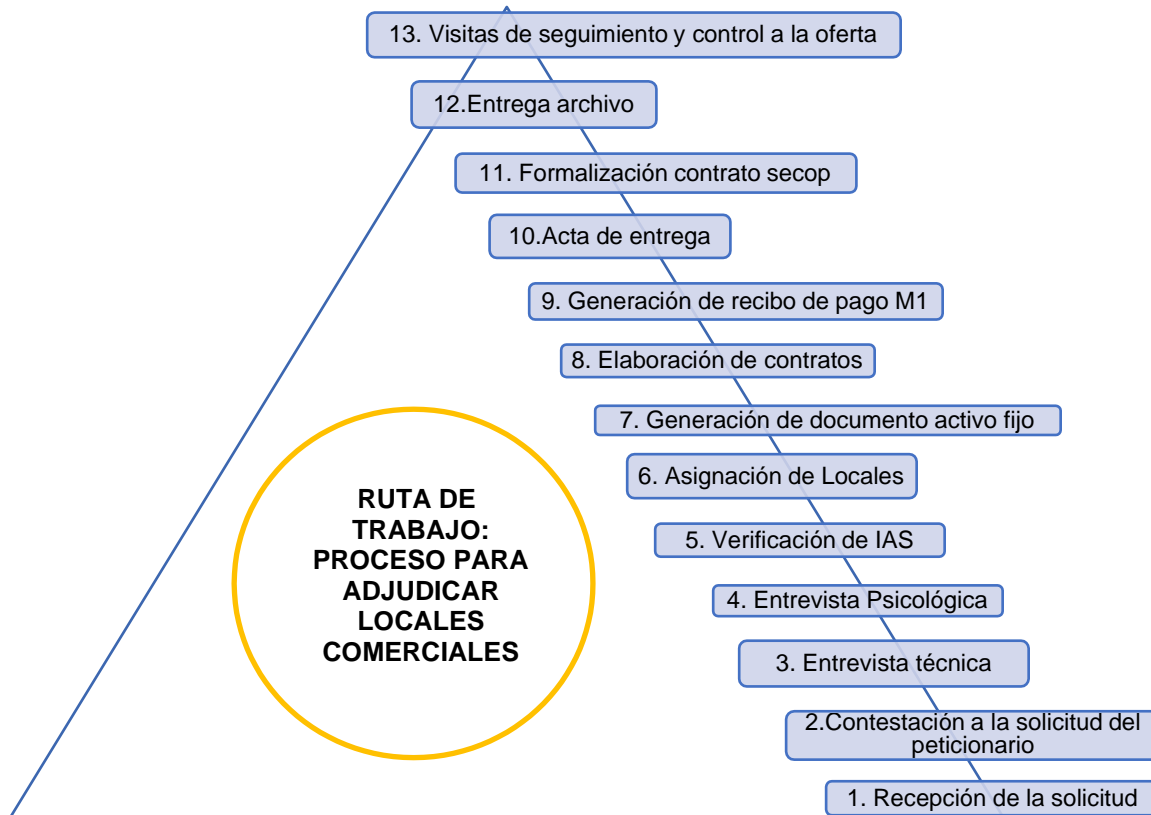 13. Visitas de seguimiento y control a la oferta
12.Entrega archivo
11. Formalización contrato secop
10.Acta de entrega
9. Generación de recibo de pago M1
8. Elaboración de contratos
7. Generación de documento activo fijo
6. Asignación de Locales
5. Verificación de IAS
4. Entrevista Psicológica
3. Entrevista técnica
2.Contestación a la solicitud del
peticionario
1. Recepción de la solicitud
RUTA DE
TRABAJO:
PROCESO PARA
ADJUDICAR
LOCALES
COMERCIALES